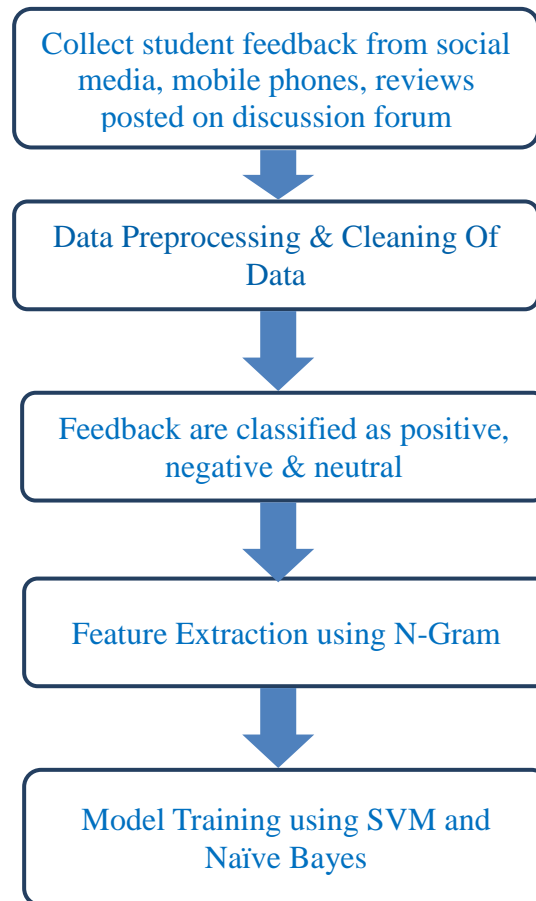 Collect student feedback from social
media, mobile phones, reviews
posted on discussion forum
Data Preprocessing & Cleaning Of
Data
Feedback are classified as positive,
negative & neutral
Feature Extraction using N-Gram
Model Training using SVM and
Naïve Bayes